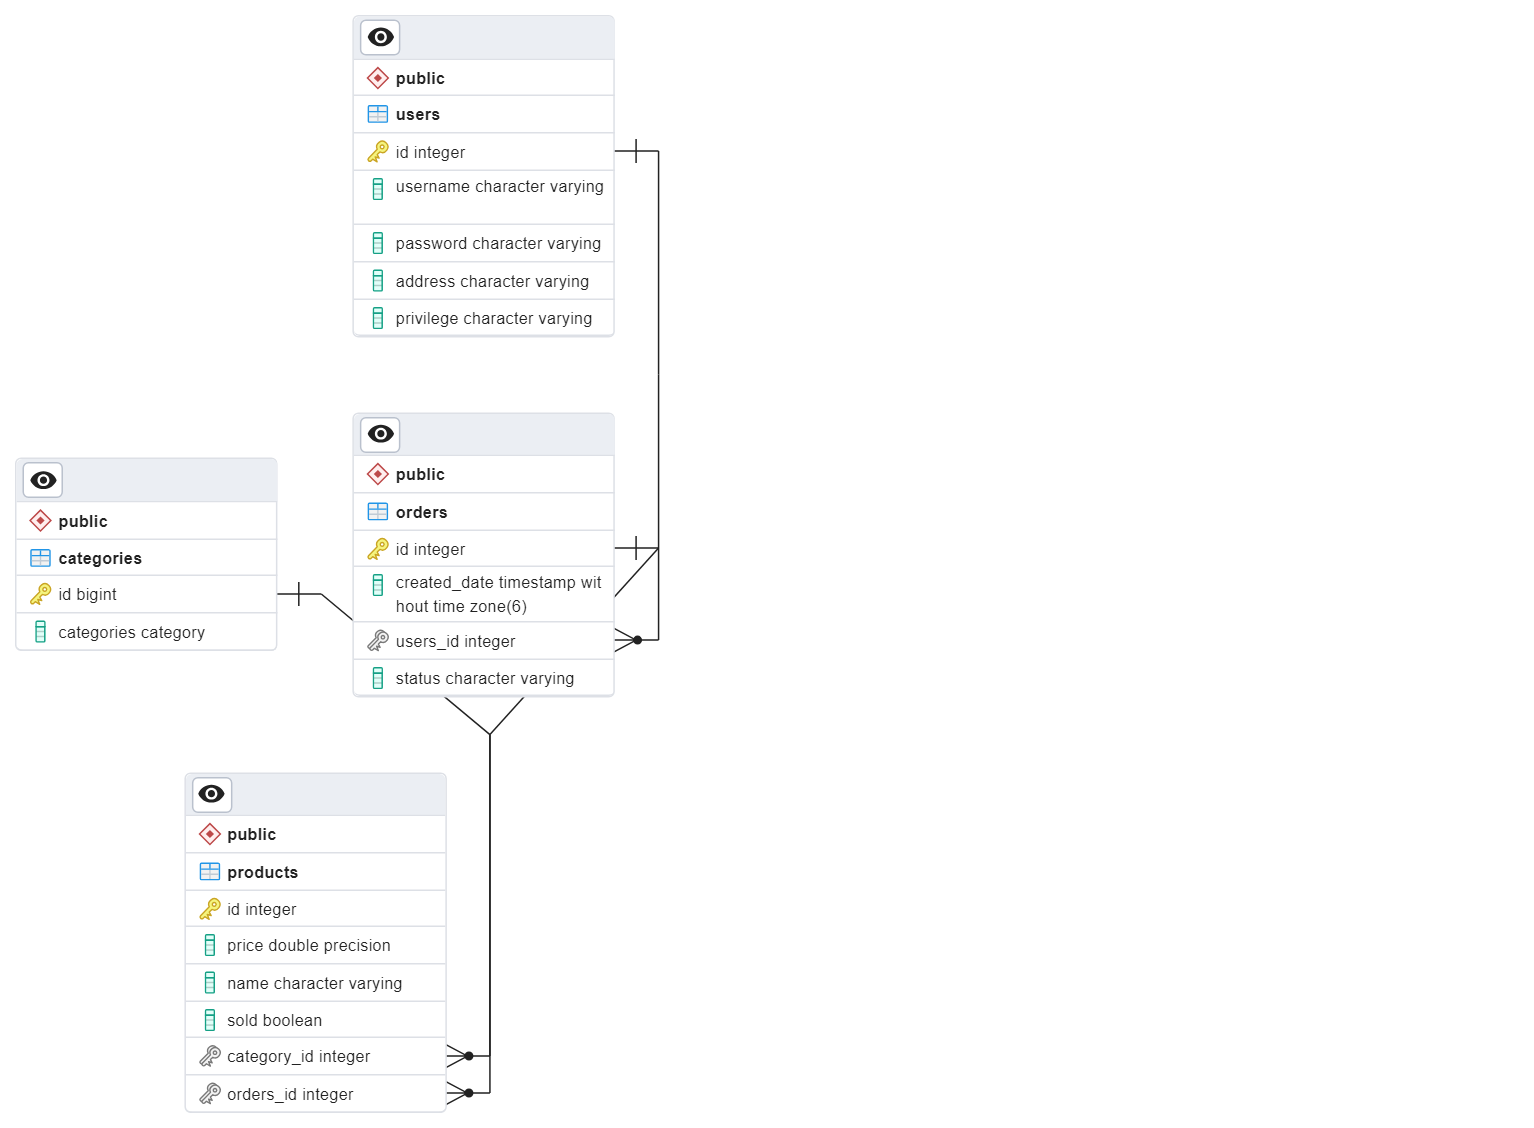 public
users
id integer
username character varying
password character varying
address character varying
privilege character varying
public
orders
id integer
created_date timestamp wit
hout time zone(6)
users_id integer
status character varying
public
categories
id bigint
categories category
public
products
id integer
price double precision
name character varying
sold boolean
category_id integer
orders_id integer